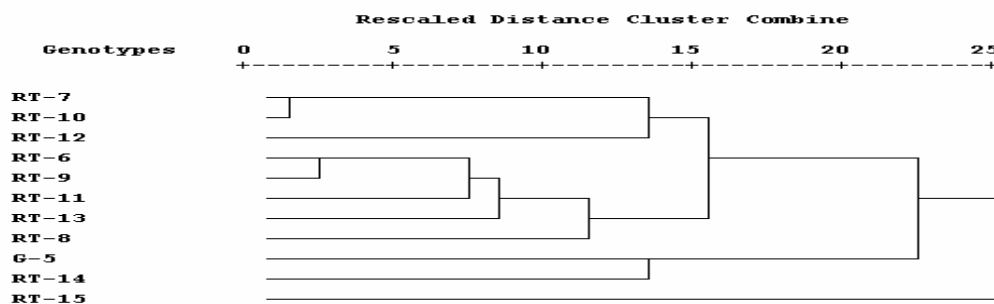 Rescaled Distance Cluster Combine
Genotypes 0 5 10 15 20 25
RT-7
RT-10
RT-12
RT-6
RT-9
RT-11
RT-13
RT-8
G-5
RT-14
RT-15